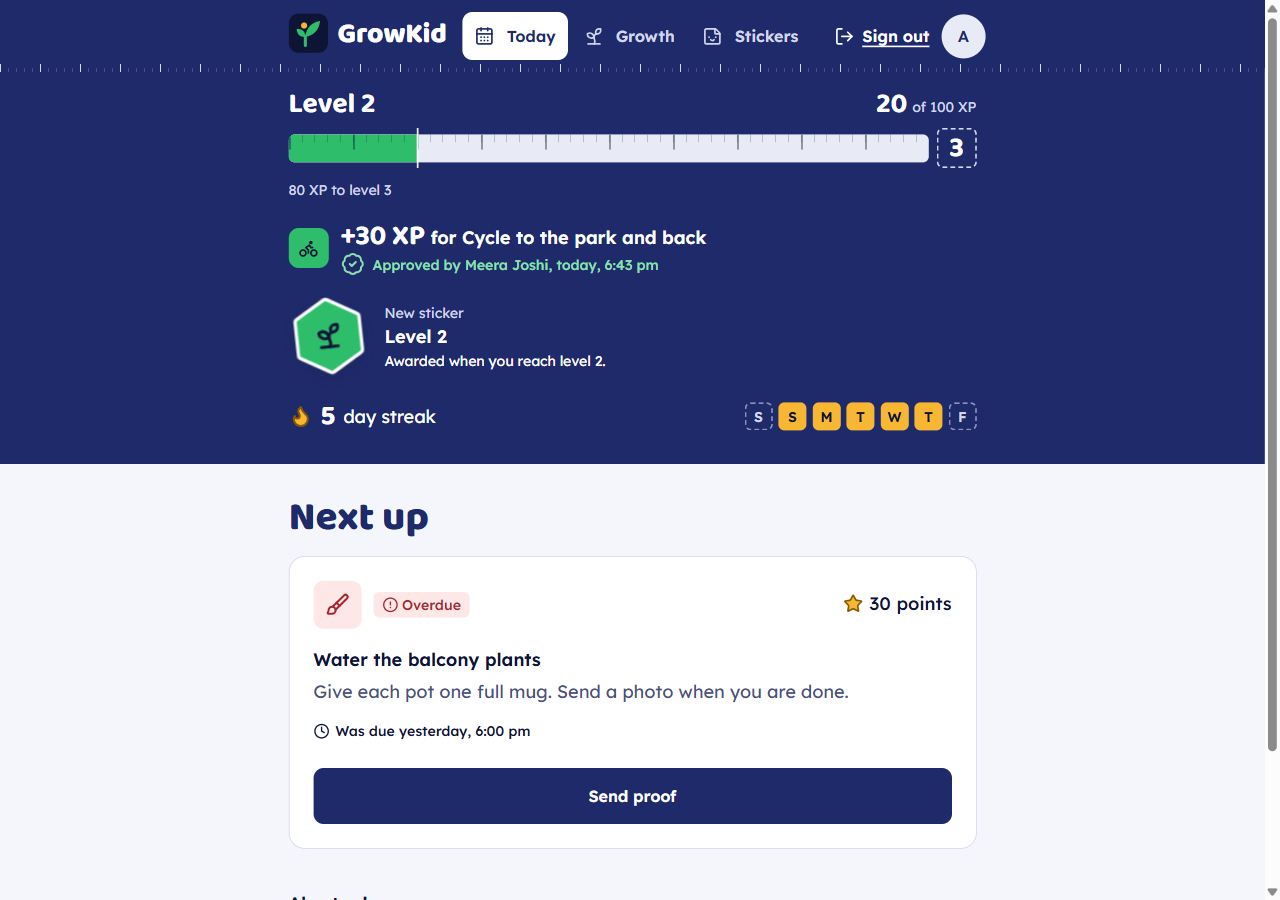 GrowKid
Today
Growth
Stickers
Sign out
A
Level 2
20 of 100 XP
3
80 XP to level 3
+30 XP for Cycle to the park and back
Approved by Meera Joshi, today, 6:43 pm
New sticker
Level 2
Awarded when you reach level 2.
5 day streak
S S M T W T F
Next up
Overdue
30 points
Water the balcony plants
Give each pot one full mug. Send a photo when you are done.
Was due yesterday, 6:00 pm
Send proof